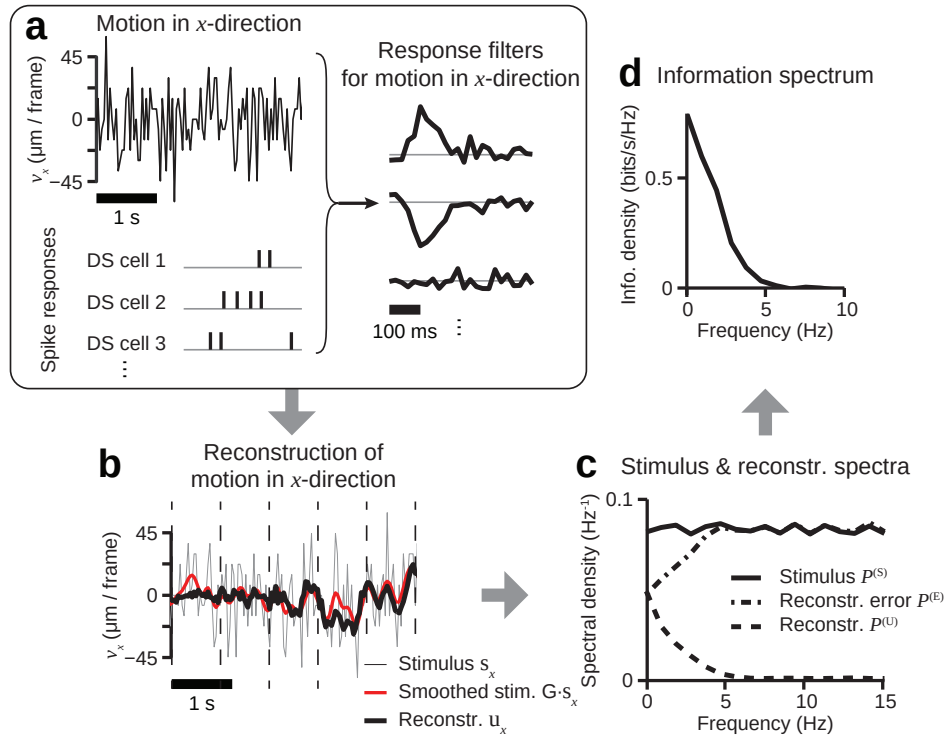 a
Motion in x-direction
45
0
−45
vx (µm / frame)
1 s
Spike responses
DS cell 1
DS cell 2
DS cell 3
⋮
Response filters
for motion in x-direction
100 ms
⋮
b
Reconstruction of
motion in x-direction
45
0
-45
vx (µm / frame)
1 s
Stimulus sx
Smoothed stim. G·sx
Reconstr. ux
c
Stimulus & reconstr. spectra
Spectral density (Hz-1)
0.1
0
Stimulus P(S)
Reconstr. error P(E)
Reconstr. P(U)
0 5 10 15
Frequency (Hz)
d
Information spectrum
Info. density (bits/s/Hz)
0.5
0
0 5 10
Frequency (Hz)